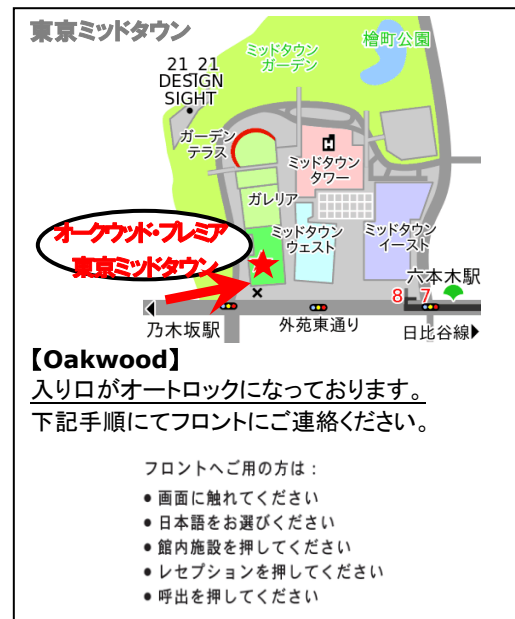 東京ミッドタウン
檜町公園
ミッドタウン
ガーデン
21_21
DESIGN
SIGHT
ガーデン
テラス
ミッドタウン
タワー
ガレリア
オークウッド・プレミア
東京ミッドタウン
ミッドタウン
ウェスト
ミッドタウン
イースト
六本木駅
8
7
乃木坂駅
外苑東通り
日比谷線
【Oakwood】
入り口がオートロックになっております。
下記手順にてフロントにご連絡ください。
フロントへご用の方は：
● 画面に触れてください
● 日本語をお選びください
● 館内施設を押してください
● レセプションを押してください
● 呼出を押してください